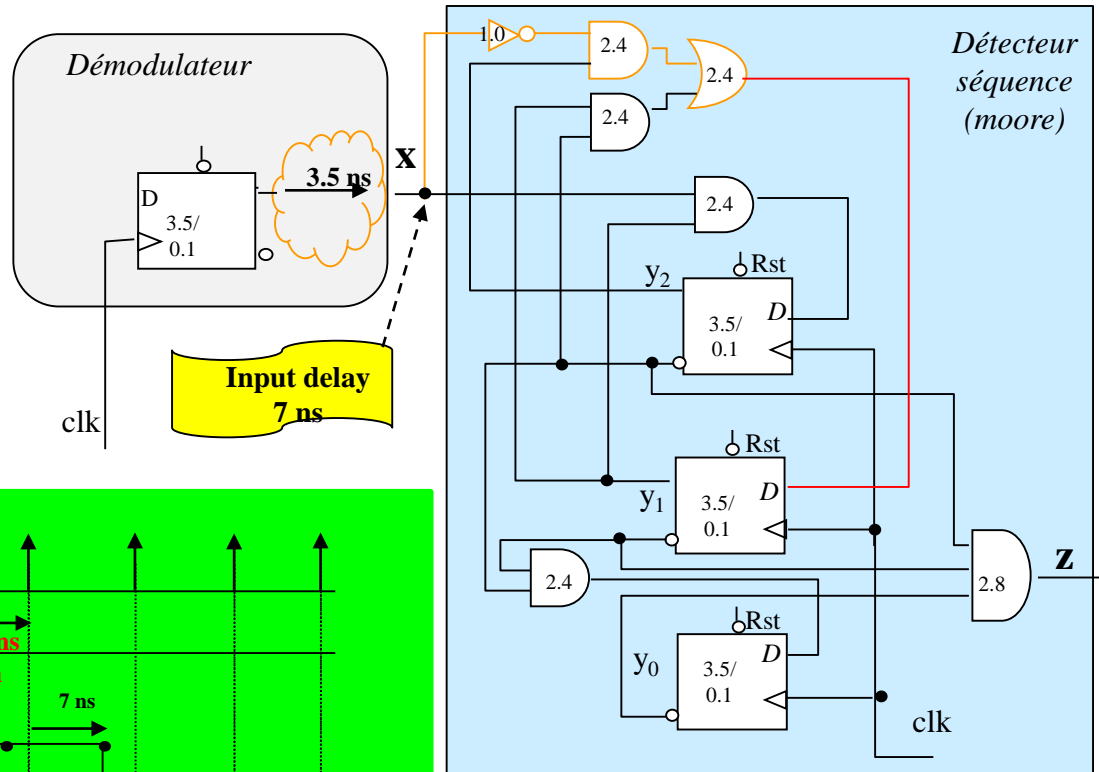 Démodulateur
D
3.5/
0.1
3.5 ns
x
Input delay
7 ns
clk
Détecteur
séquence
(moore)
1.0
2.4
2.4
2.4
2.4
y2
Rst
D
3.5/
0.1
y1
Rst
D
3.5/
0.1
2.4
y0
Rst
D
3.5/
0.1
2.8
z
clk
ns
7 ns